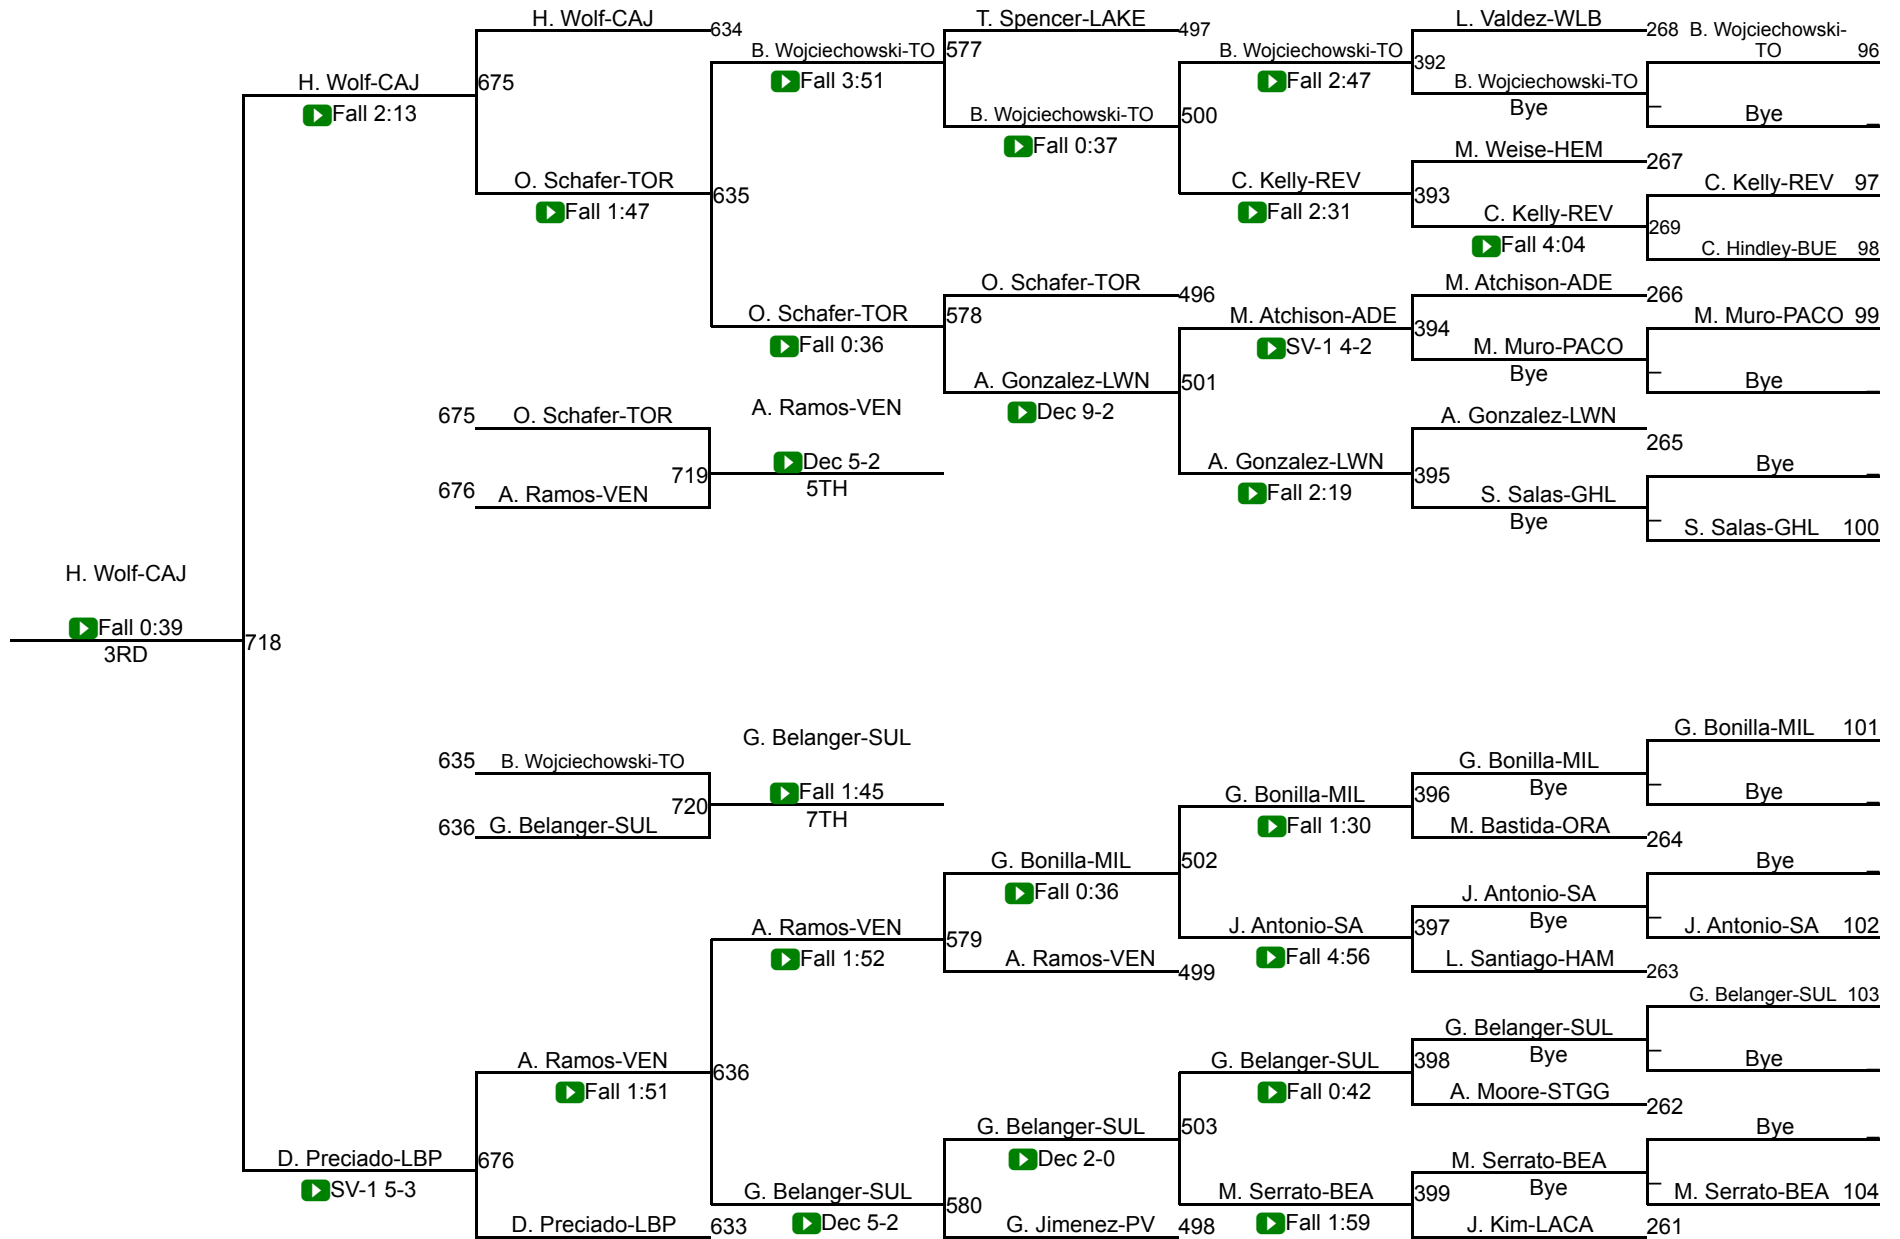 H. Wolf-CAJ
634
T. Spencer-LAKE
497
L. Valdez-WLB
268
B. Wojciechowski-
TO
96
B. Wojciechowski-TO
577
B. Wojciechowski-TO
392
H. Wolf-CAJ
675
Fall 3:51
Fall 2:47
B. Wojciechowski-TO
Bye
_
Bye
_
Fall 2:13
B. Wojciechowski-TO
500
Fall 0:37
M. Weise-HEM
267
O. Schafer-TOR
635
C. Kelly-REV
393
C. Kelly-REV
97
Fall 1:47
Fall 2:31
C. Kelly-REV
269
Fall 4:04
C. Hindley-BUE
98
O. Schafer-TOR
496
M. Atchison-ADE
266
O. Schafer-TOR
578
M. Atchison-ADE
394
M. Muro-PACO
99
Fall 0:36
SV-1 4-2
M. Muro-PACO
Bye
_
Bye
_
A. Gonzalez-LWN
501
A. Ramos-VEN
Dec 9-2
675
O. Schafer-TOR
A. Gonzalez-LWN
265
719
Dec 5-2
5TH
A. Gonzalez-LWN
395
Bye
_
676
A. Ramos-VEN
Fall 2:19
S. Salas-GHL
Bye
_
S. Salas-GHL
100
H. Wolf-CAJ
Fall 0:39
3RD
718
G. Belanger-SUL
G. Bonilla-MIL
101
635
B. Wojciechowski-TO
G. Bonilla-MIL
Bye
_
Bye
_
720
Fall 1:45
7TH
G. Bonilla-MIL
396
636
G. Belanger-SUL
Fall 1:30
M. Bastida-ORA
264
G. Bonilla-MIL
502
Bye
_
Fall 0:36
J. Antonio-SA
Bye
_
A. Ramos-VEN
579
J. Antonio-SA
397
J. Antonio-SA
102
Fall 1:52
A. Ramos-VEN
499
Fall 4:56
L. Santiago-HAM
263
G. Belanger-SUL
103
G. Belanger-SUL
Bye
_
Bye
_
A. Ramos-VEN
636
G. Belanger-SUL
398
Fall 1:51
Fall 0:42
A. Moore-STGG
262
G. Belanger-SUL
503
Bye
_
D. Preciado-LBP
676
Dec 2-0
M. Serrato-BEA
Bye
_
SV-1 5-3
G. Belanger-SUL
580
M. Serrato-BEA
399
M. Serrato-BEA
104
D. Preciado-LBP
633
Dec 5-2
G. Jimenez-PV
498
Fall 1:59
J. Kim-LACA
261